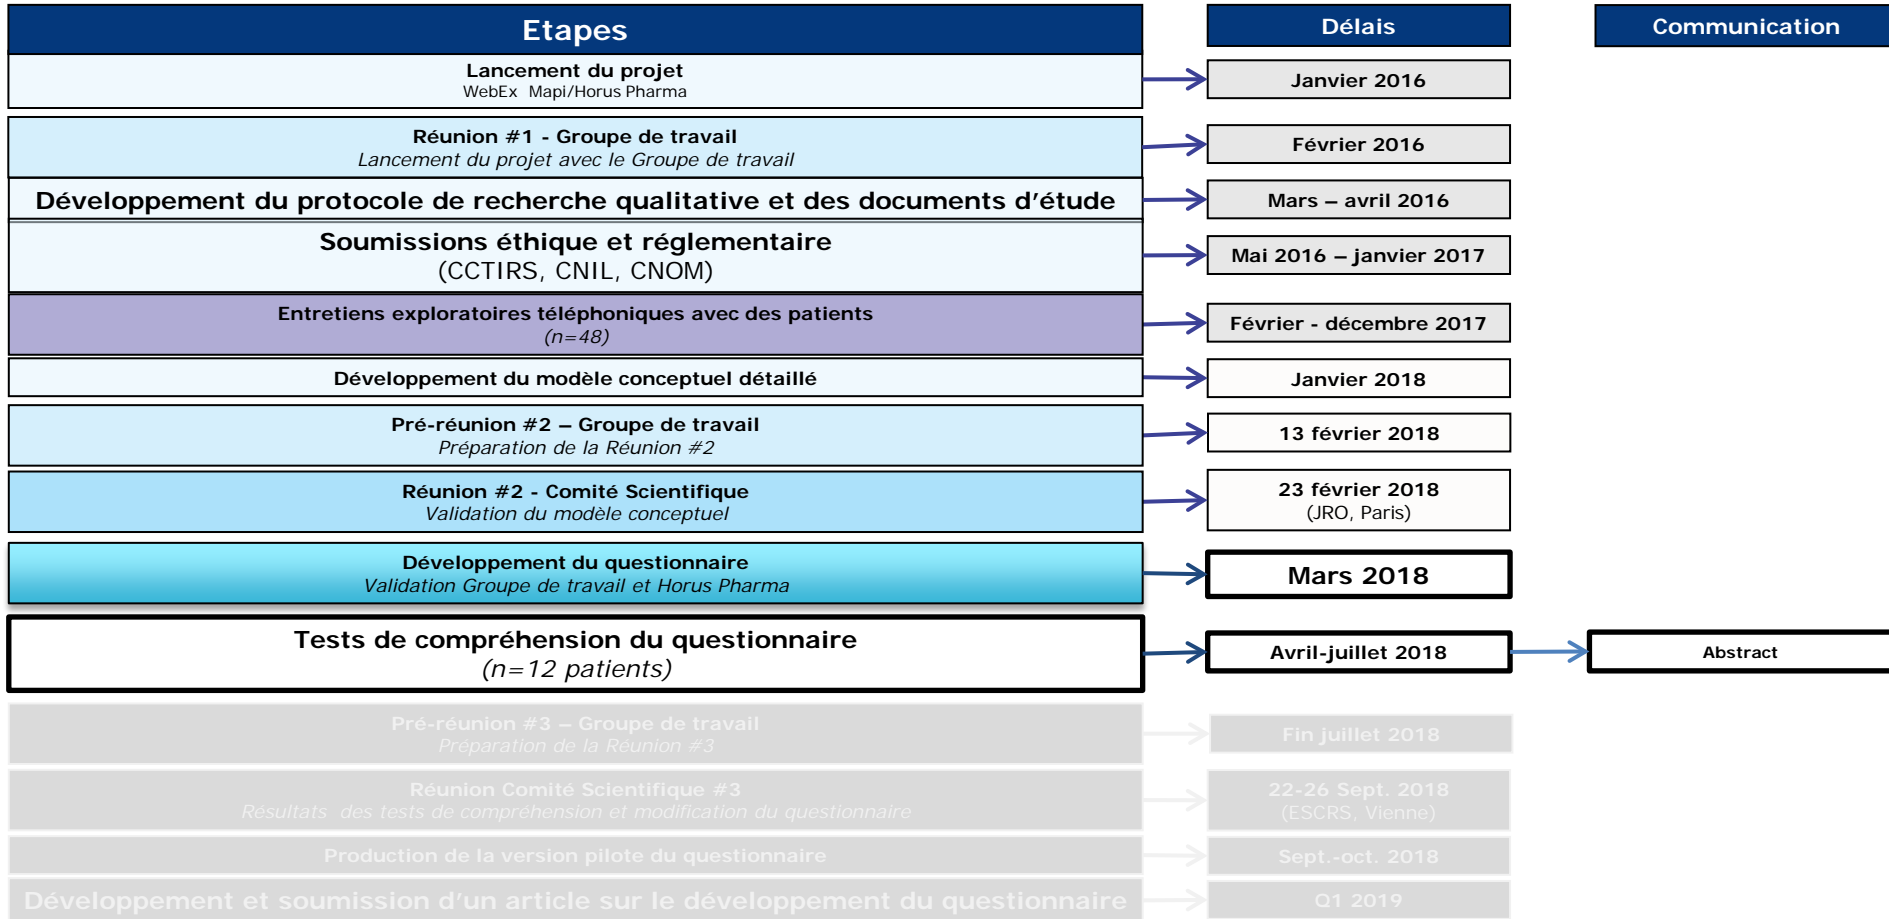 Etapes
Délais
Communication
Lancement du projet
WebEx Mapi/Horus Pharma
Janvier 2016
Réunion #1 - Groupe de travail
Lancement du projet avec le Groupe de travail
Février 2016
Développement du protocole de recherche qualitative et des documents d'étude
Mars – avril 2016
Soumissions éthique et réglementaire
(CCTIRS, CNIL, CNOM)
Mai 2016 – janvier 2017
Entretiens exploratoires téléphoniques avec des patients
(n=48)
Février - décembre 2017
Développement du modèle conceptuel détaillé
Janvier 2018
Pré-réunion #2 – Groupe de travail
Préparation de la Réunion #2
13 février 2018
Réunion #2 - Comité Scientifique
Validation du modèle conceptuel
23 février 2018
(JRO, Paris)
Développement du questionnaire
Validation Groupe de travail et Horus Pharma
Mars 2018
Tests de compréhension du questionnaire
(n=12 patients)
Avril-juillet 2018
Abstract
Pré-réunion #3 – Groupe de travail
Préparation de la Réunion #3
Fin juillet 2018
Réunion Comité Scientifique #3
Résultats des tests de compréhension et modification du questionnaire
22-26 Sept. 2018
(ESCRS, Vienne)
Production de la version pilote du questionnaire
Sept.-oct. 2018
Développement et soumission d'un article sur le développement du questionnaire
Q1 2019